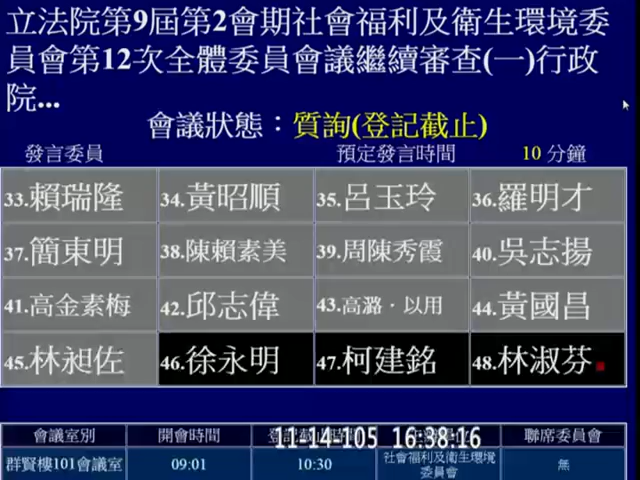 立法院第9屆第2會期社會福利及衛生環境委
員會第12次全體委員會議繼續審查(一)行政
院...
會議狀態：質詢(登記截止)
發言委員 預定發言時間 10 分鐘
33.賴瑞隆 34.黃昭順 35.呂玉玲 36.羅明才
37.簡東明 38.陳賴素美 39.周陳秀霞 40.吳志揚
41.高金素梅 42.邱志偉 43.高潞．以用 44.黃國昌
45.林昶佐 46.徐永明 47.柯建銘 48.林淑芬
11-14-105 16:38:16
會議室別 開會時間 登記截止時間 聯席委員會
群賢樓101會議室 09:01 10:30 社會福利及衛生環境
委員會 無